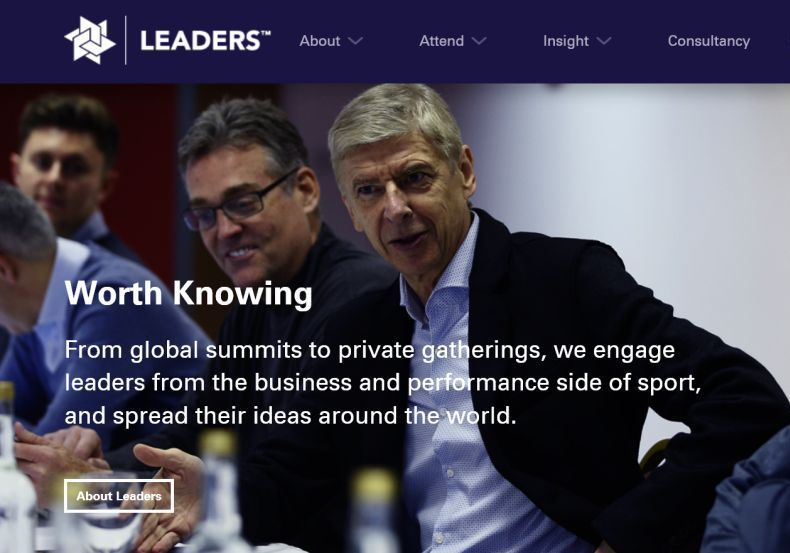 LEADERS™
About
Attend
Insight
Consultancy
Worth Knowing
From global summits to private gatherings, we engage
leaders from the business and performance side of sport,
and spread their ideas around the world.
About Leaders